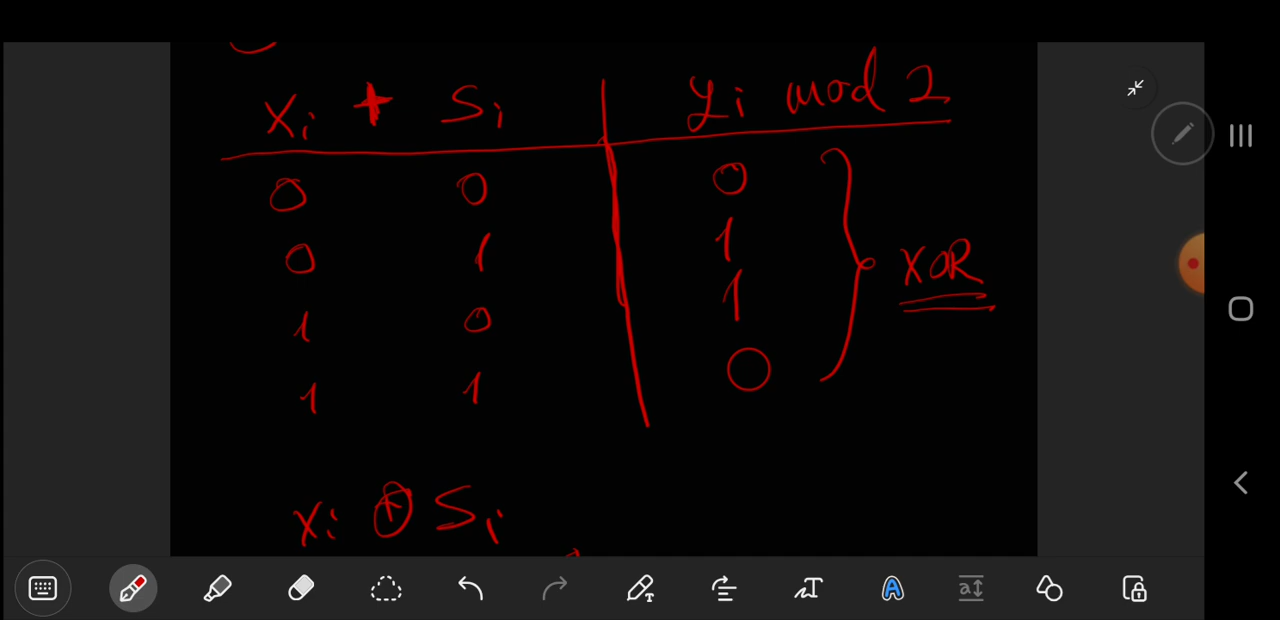 xi + Si | yi mod 2
0 0 0
0 1 1
1 0 1 XOR
1 1 0
xi ⊕ Si